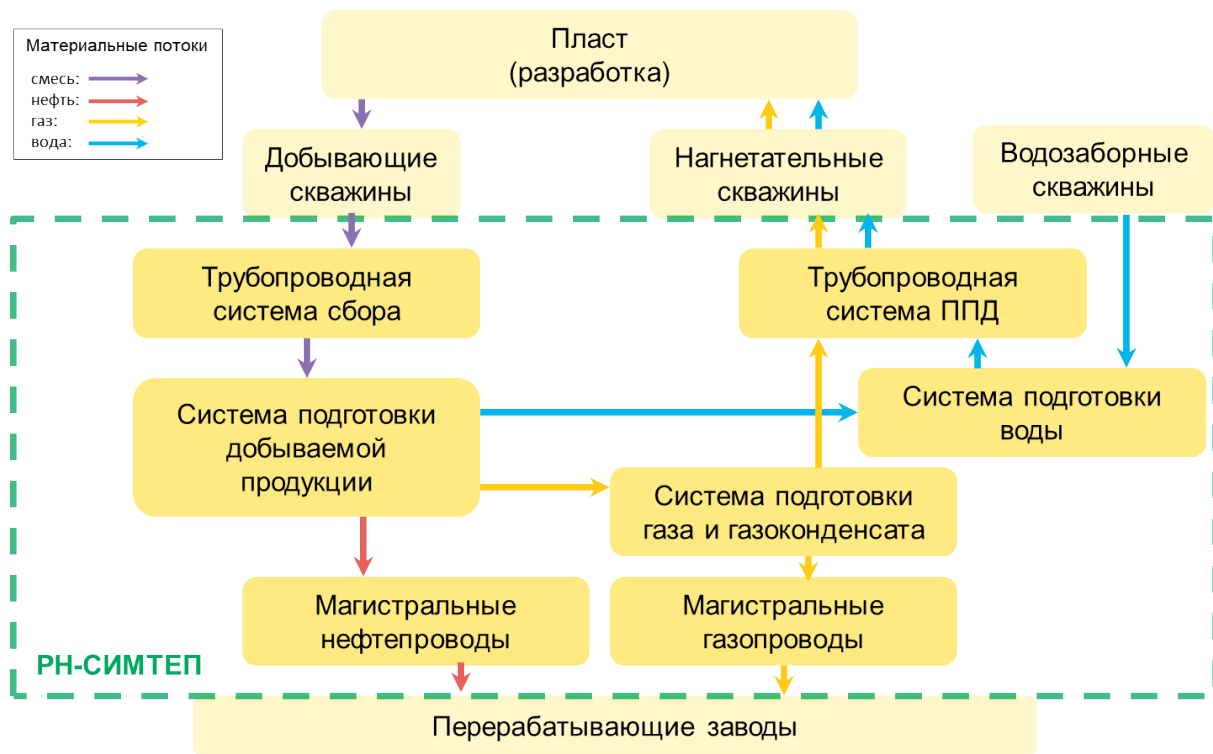 Материальные потоки
смесь:
нефть:
газ:
вода:
Пласт
(разработка)
Добывающие
скважины
Нагнетательные
скважины
Водозаборные
скважины
Трубопроводная
система сбора
Трубопроводная
система ППД
Система подготовки
добываемой
продукции
Система подготовки
воды
Система подготовки
газа и газоконденсата
Магистральные
нефтепроводы
Магистральные
газопроводы
РН-СИМТЕП
Перерабатывающие заводы